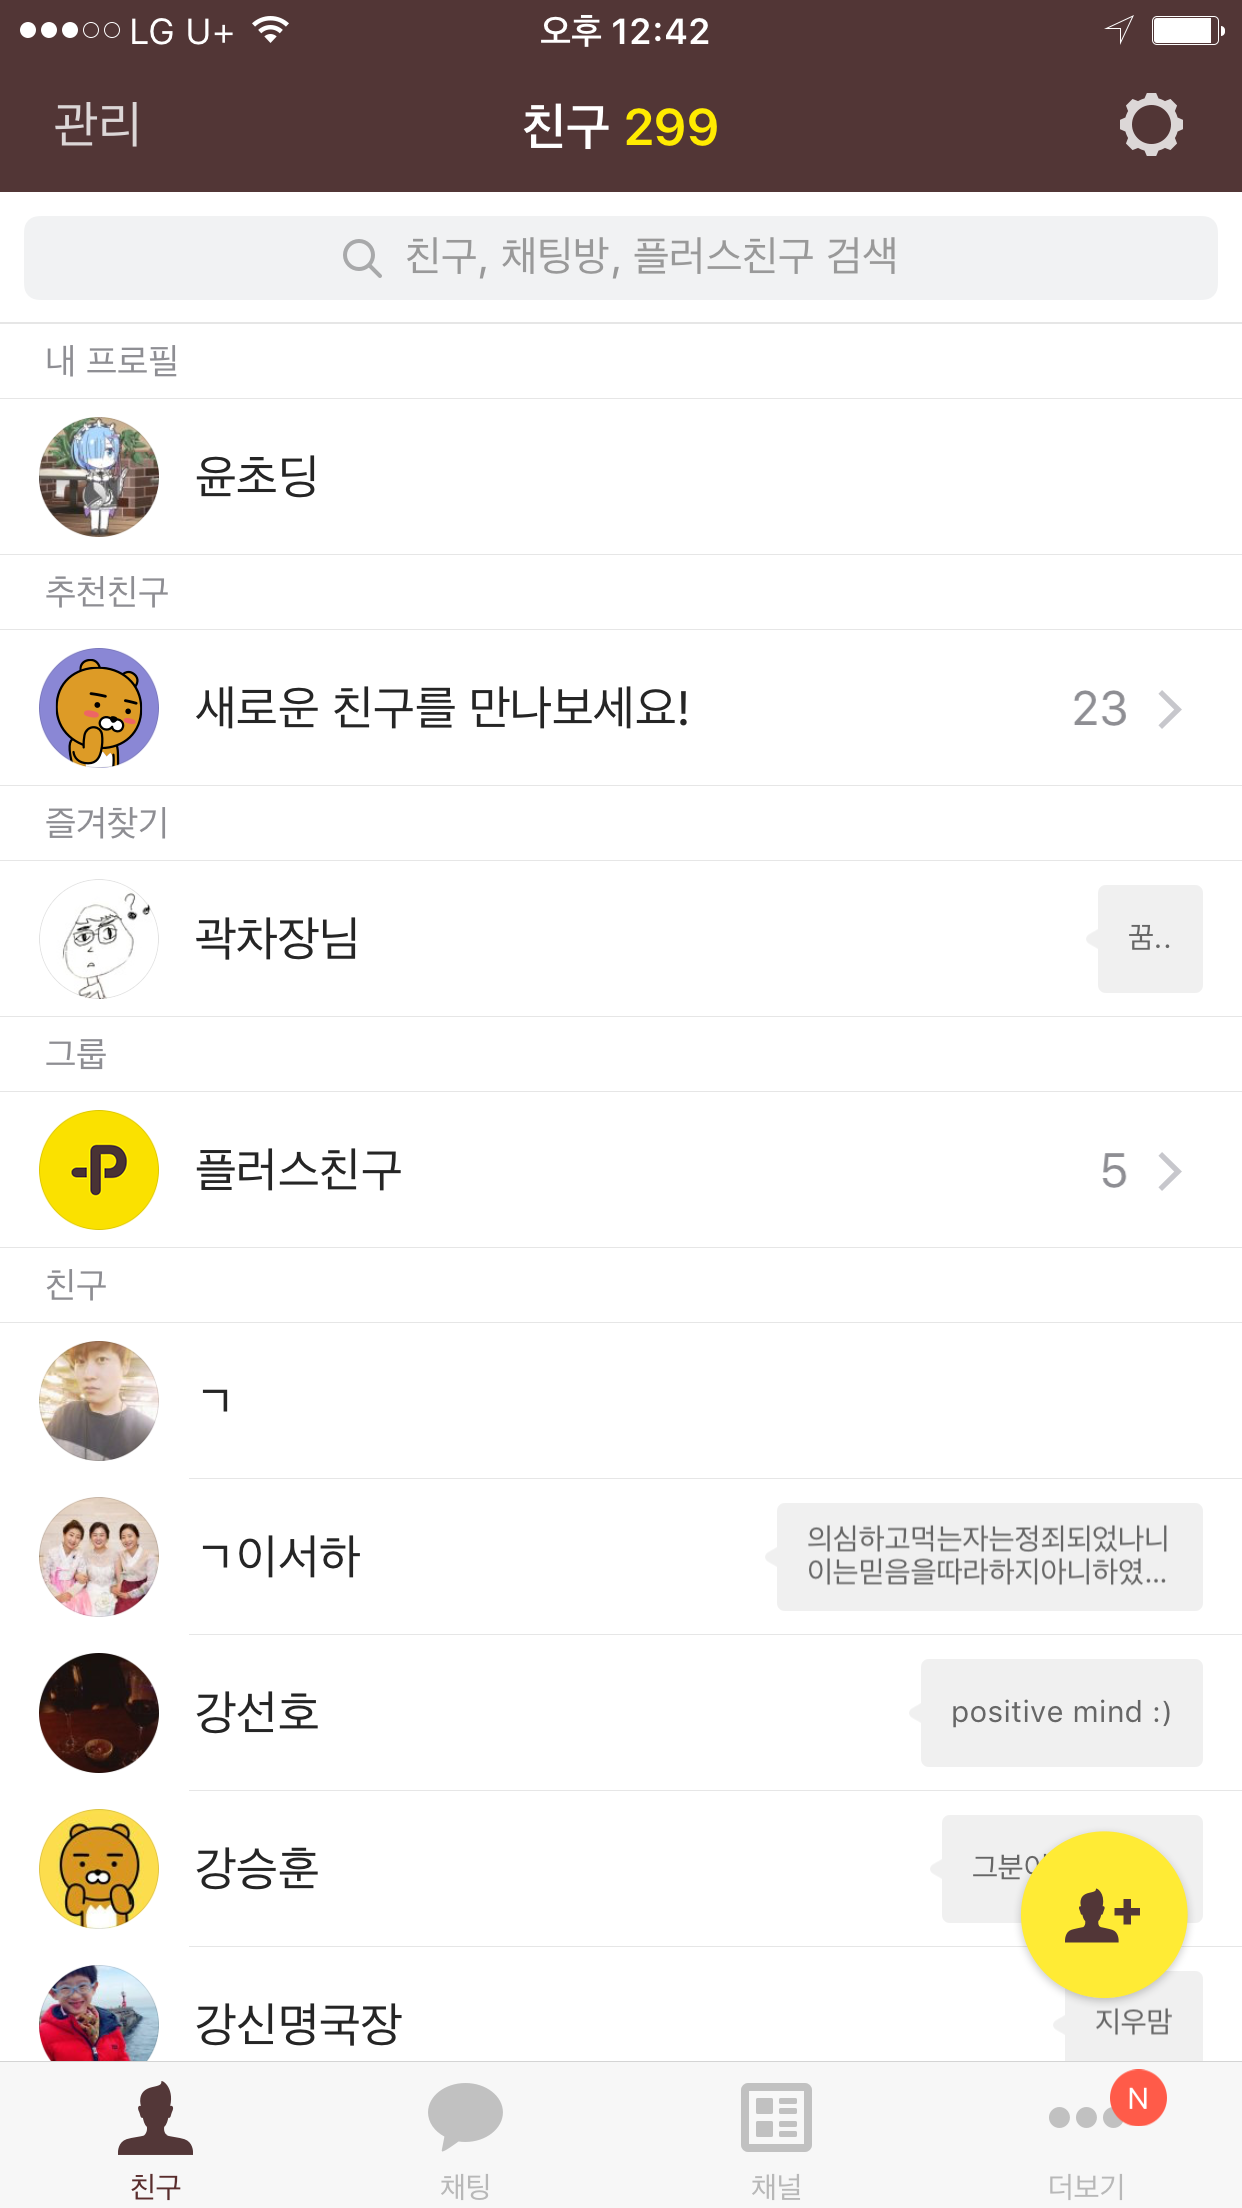 LG U+ 오후 12:42
관리 친구 299
친구, 채팅방, 플러스친구 검색
내 프로필
윤초딩
추천친구
새로운 친구를 만나보세요! 23
즐겨찾기
곽차장님 꿈..
그룹
플러스친구 5
친구
ㄱ
ㄱ이서하
의심하고먹는자는정죄되었나니
이는믿음을따라하지아니하였...
강선호 positive mind :)
강승훈
강신명국장 지우맘
N
친구 채팅 채널 더보기